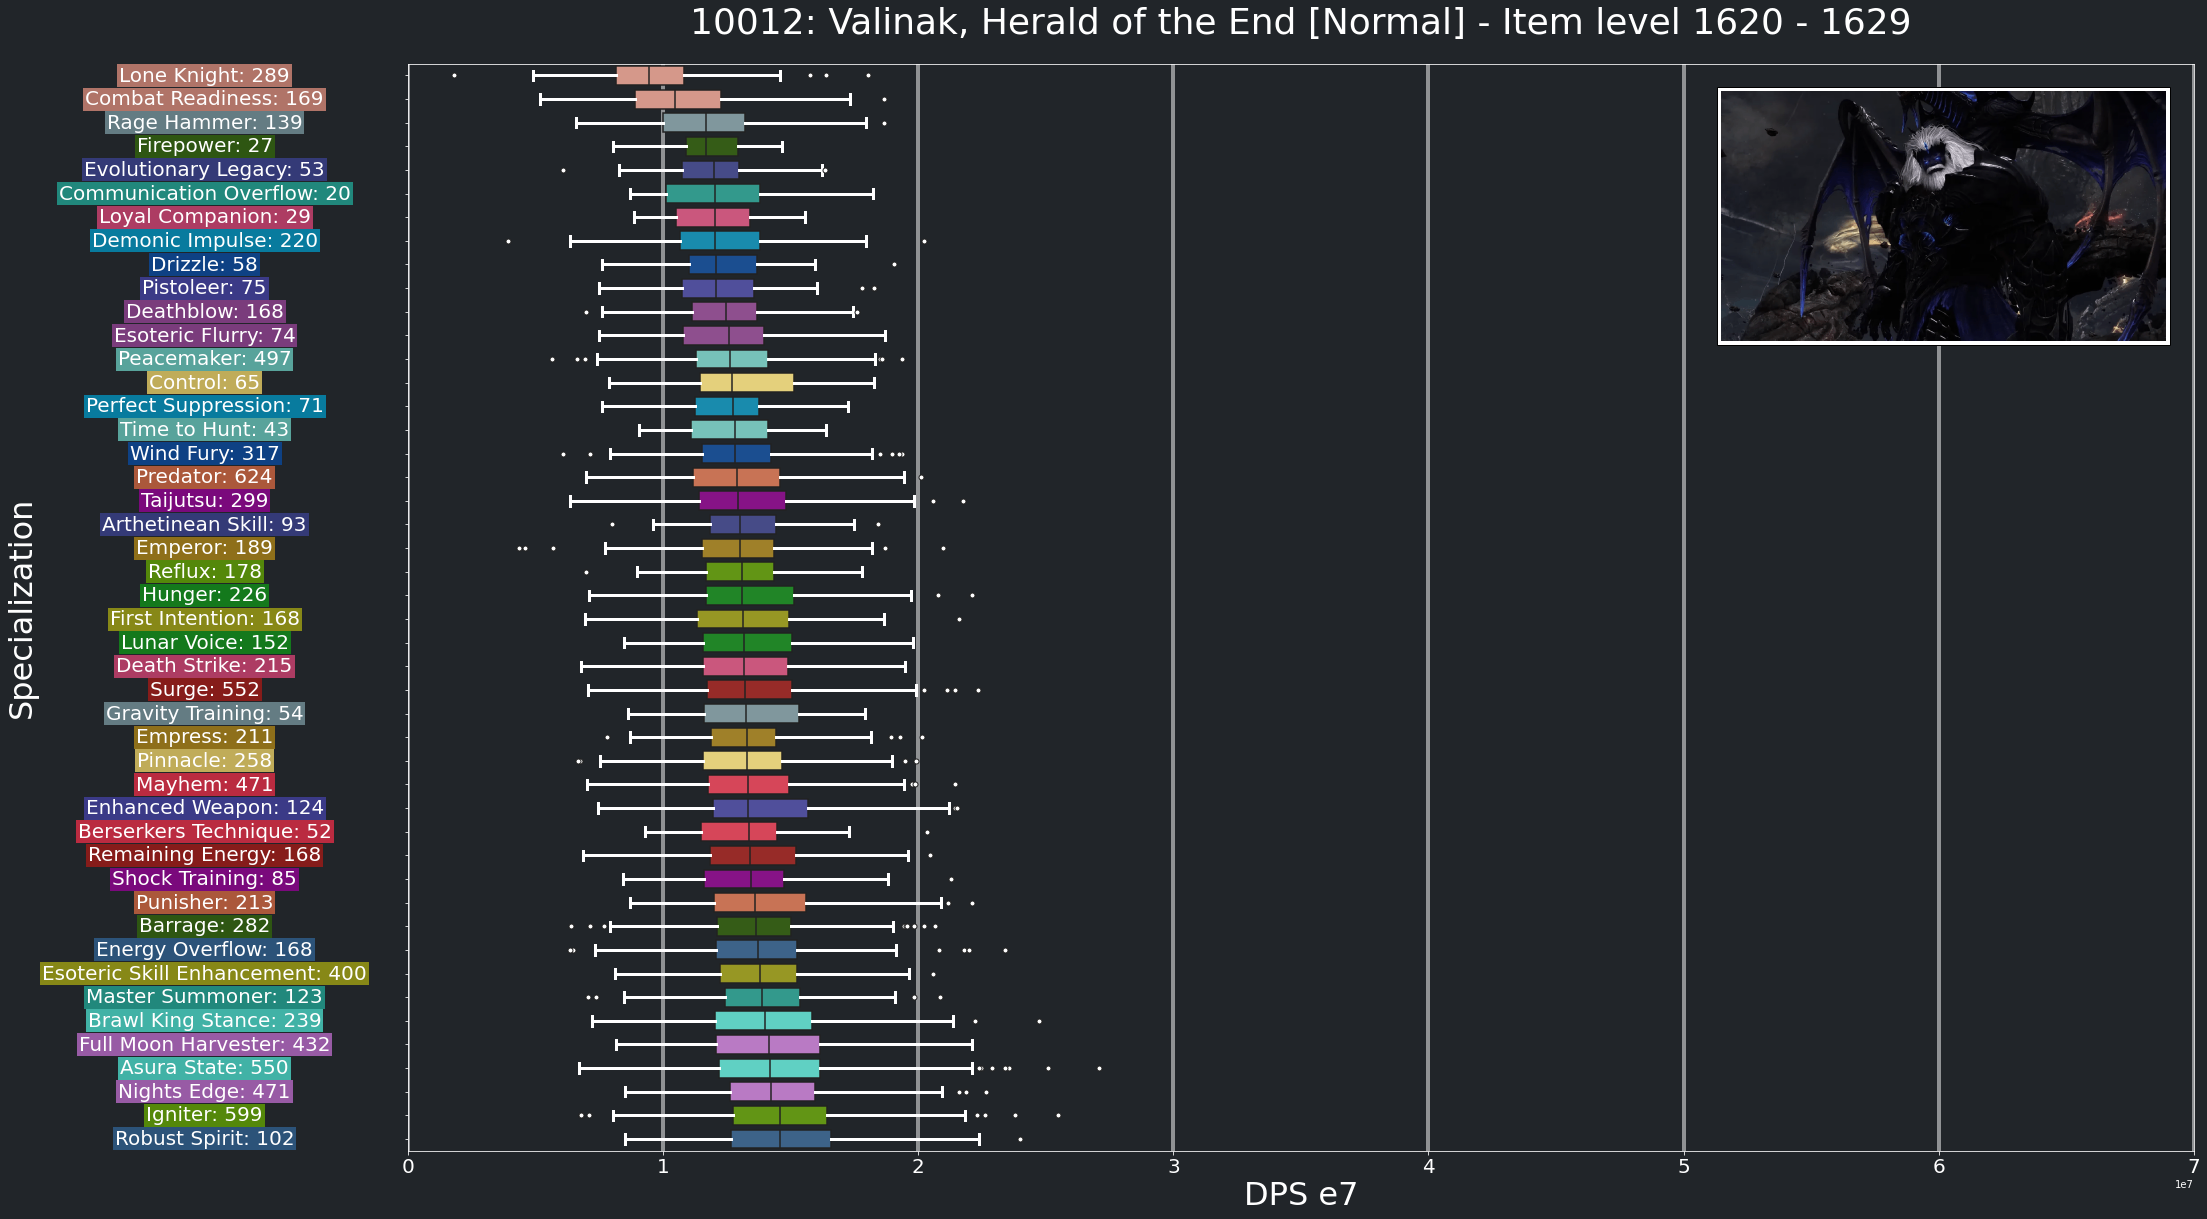 10012: Valinak, Herald of the End [Normal] - Item level 1620 - 1629
Lone Knight: 289
Combat Readiness: 169
Rage Hammer: 139
Firepower: 27
Evolutionary Legacy: 53
Communication Overflow: 20
Loyal Companion: 29
Demonic Impulse: 220
Drizzle: 58
Pistoleer: 75
Deathblow: 168
Esoteric Flurry: 74
Peacemaker: 497
Control: 65
Perfect Suppression: 71
Time to Hunt: 43
Wind Fury: 317
Predator: 624
Taijutsu: 299
Arthetinean Skill: 93
Emperor: 189
Reflux: 178
Hunger: 226
First Intention: 168
Lunar Voice: 152
Death Strike: 215
Surge: 552
Gravity Training: 54
Empress: 211
Pinnacle: 258
Mayhem: 471
Enhanced Weapon: 124
Berserkers Technique: 52
Remaining Energy: 168
Shock Training: 85
Punisher: 213
Barrage: 282
Energy Overflow: 168
Esoteric Skill Enhancement: 400
Master Summoner: 123
Brawl King Stance: 239
Full Moon Harvester: 432
Asura State: 550
Nights Edge: 471
Igniter: 599
Robust Spirit: 102
Specialization
0 1 2 3 4 5 6 7
DPS e7
1e7